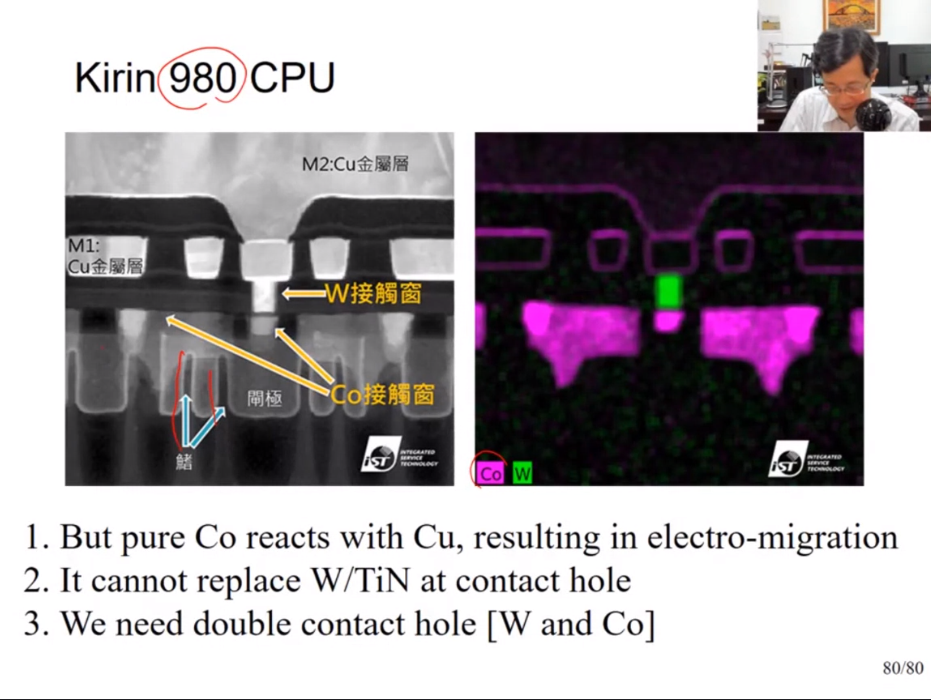 Kirin 980 CPU
M2:Cu金屬層
M1:
Cu金屬層
W接觸窗
Co接觸窗
閘極
鰭
iST INTEGRATED
SERVICE
TECHNOLOGY
Co W
iST INTEGRATED
SERVICE
TECHNOLOGY
1. But pure Co reacts with Cu, resulting in electro-migration
2. It cannot replace W/TiN at contact hole
3. We need double contact hole [W and Co]
80/80